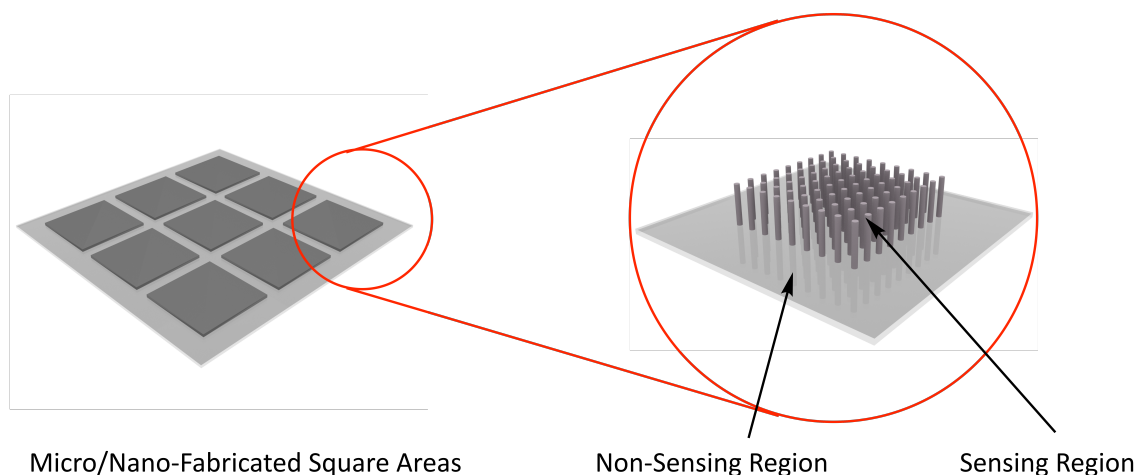 Micro/Nano-Fabricated Square Areas
Non-Sensing Region
Sensing Region